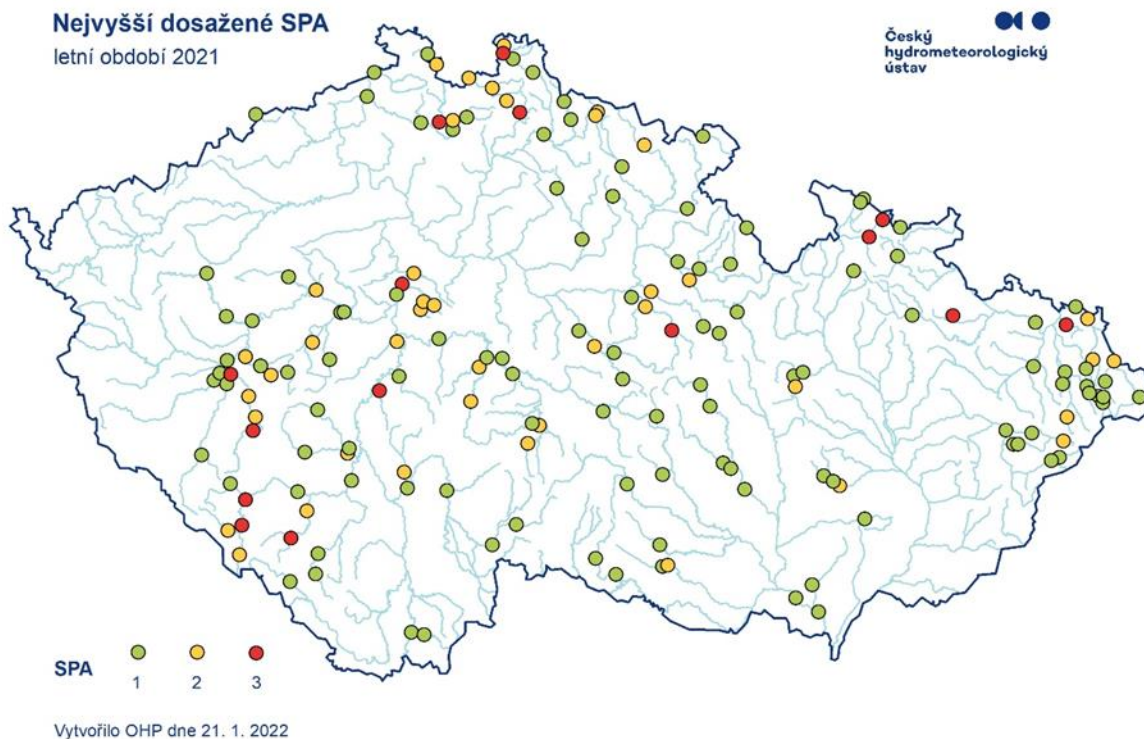 Nejvyšší dosažené SPA
letní období 2021
Český
hydrometeorologický
ústav
SPA
1 2 3
Vytvořilo OHP dne 21. 1. 2022